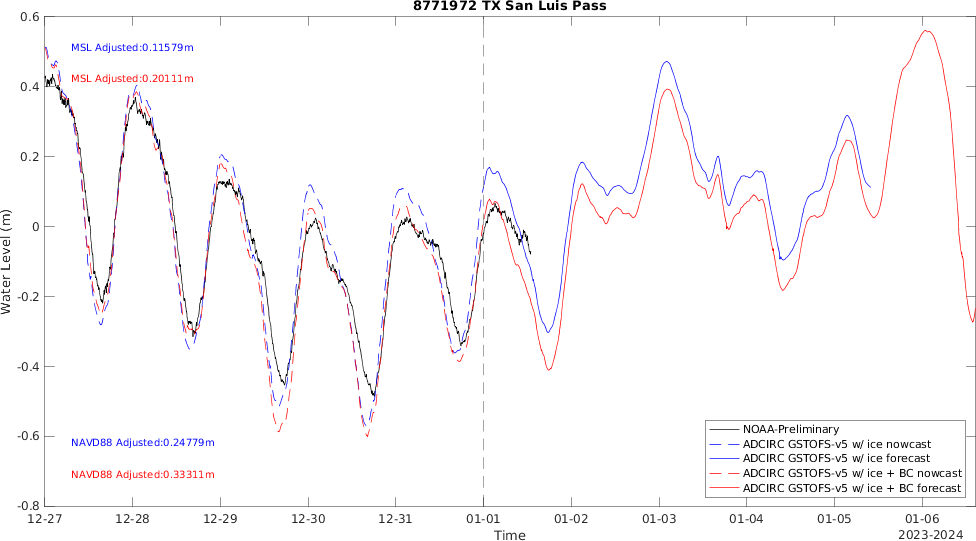 8771972 TX San Luis Pass
0.6
0.4
0.2
0
-0.2
-0.4
-0.6
-0.8
Water Level (m)
MSL Adjusted:0.11579m
MSL Adjusted:0.20111m
NAVD88 Adjusted:0.24779m
NAVD88 Adjusted:0.33311m
NOAA-Preliminary
ADCIRC GSTOFS-v5 w/ ice nowcast
ADCIRC GSTOFS-v5 w/ ice forecast
ADCIRC GSTOFS-v5 w/ ice + BC nowcast
ADCIRC GSTOFS-v5 w/ ice + BC forecast
12-27 12-28 12-29 12-30 12-31 01-01 01-02 01-03 01-04 01-05 01-06
2023-2024
Time